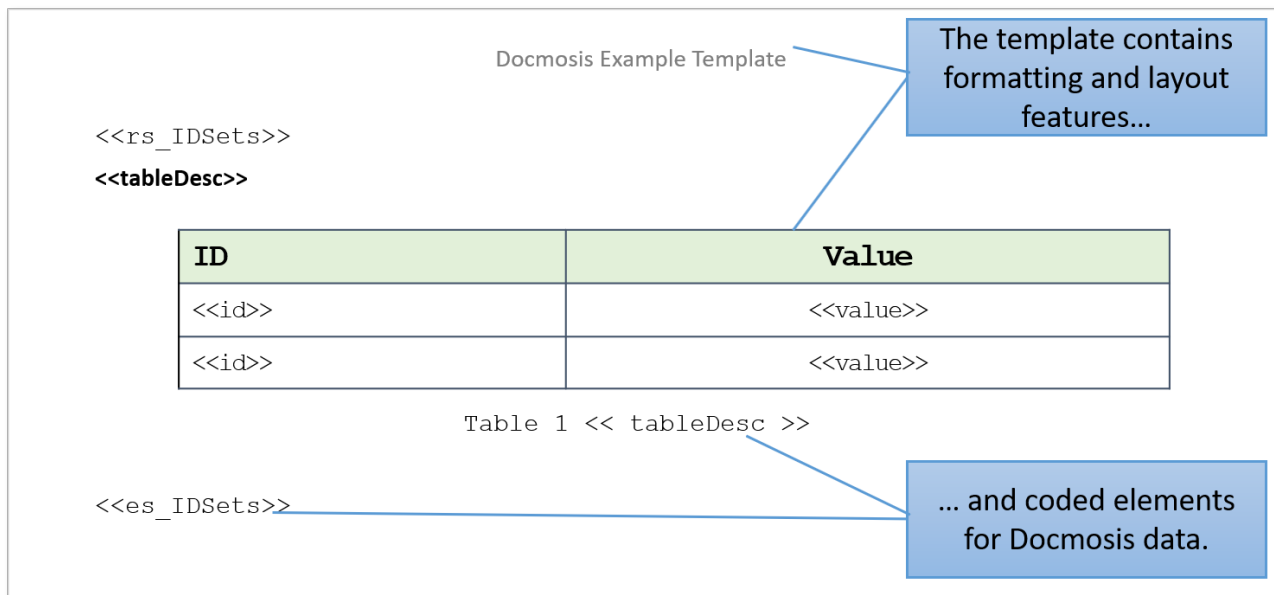 Docmosis Example Template
The template contains
formatting and layout
features…
<<rs_IDSets>>
<<tableDesc>>
ID Value
<<id>> <<value>>
<<id>> <<value>>
Table 1 << tableDesc >>
<<es_IDSets>>
… and coded elements
for Docmosis data.